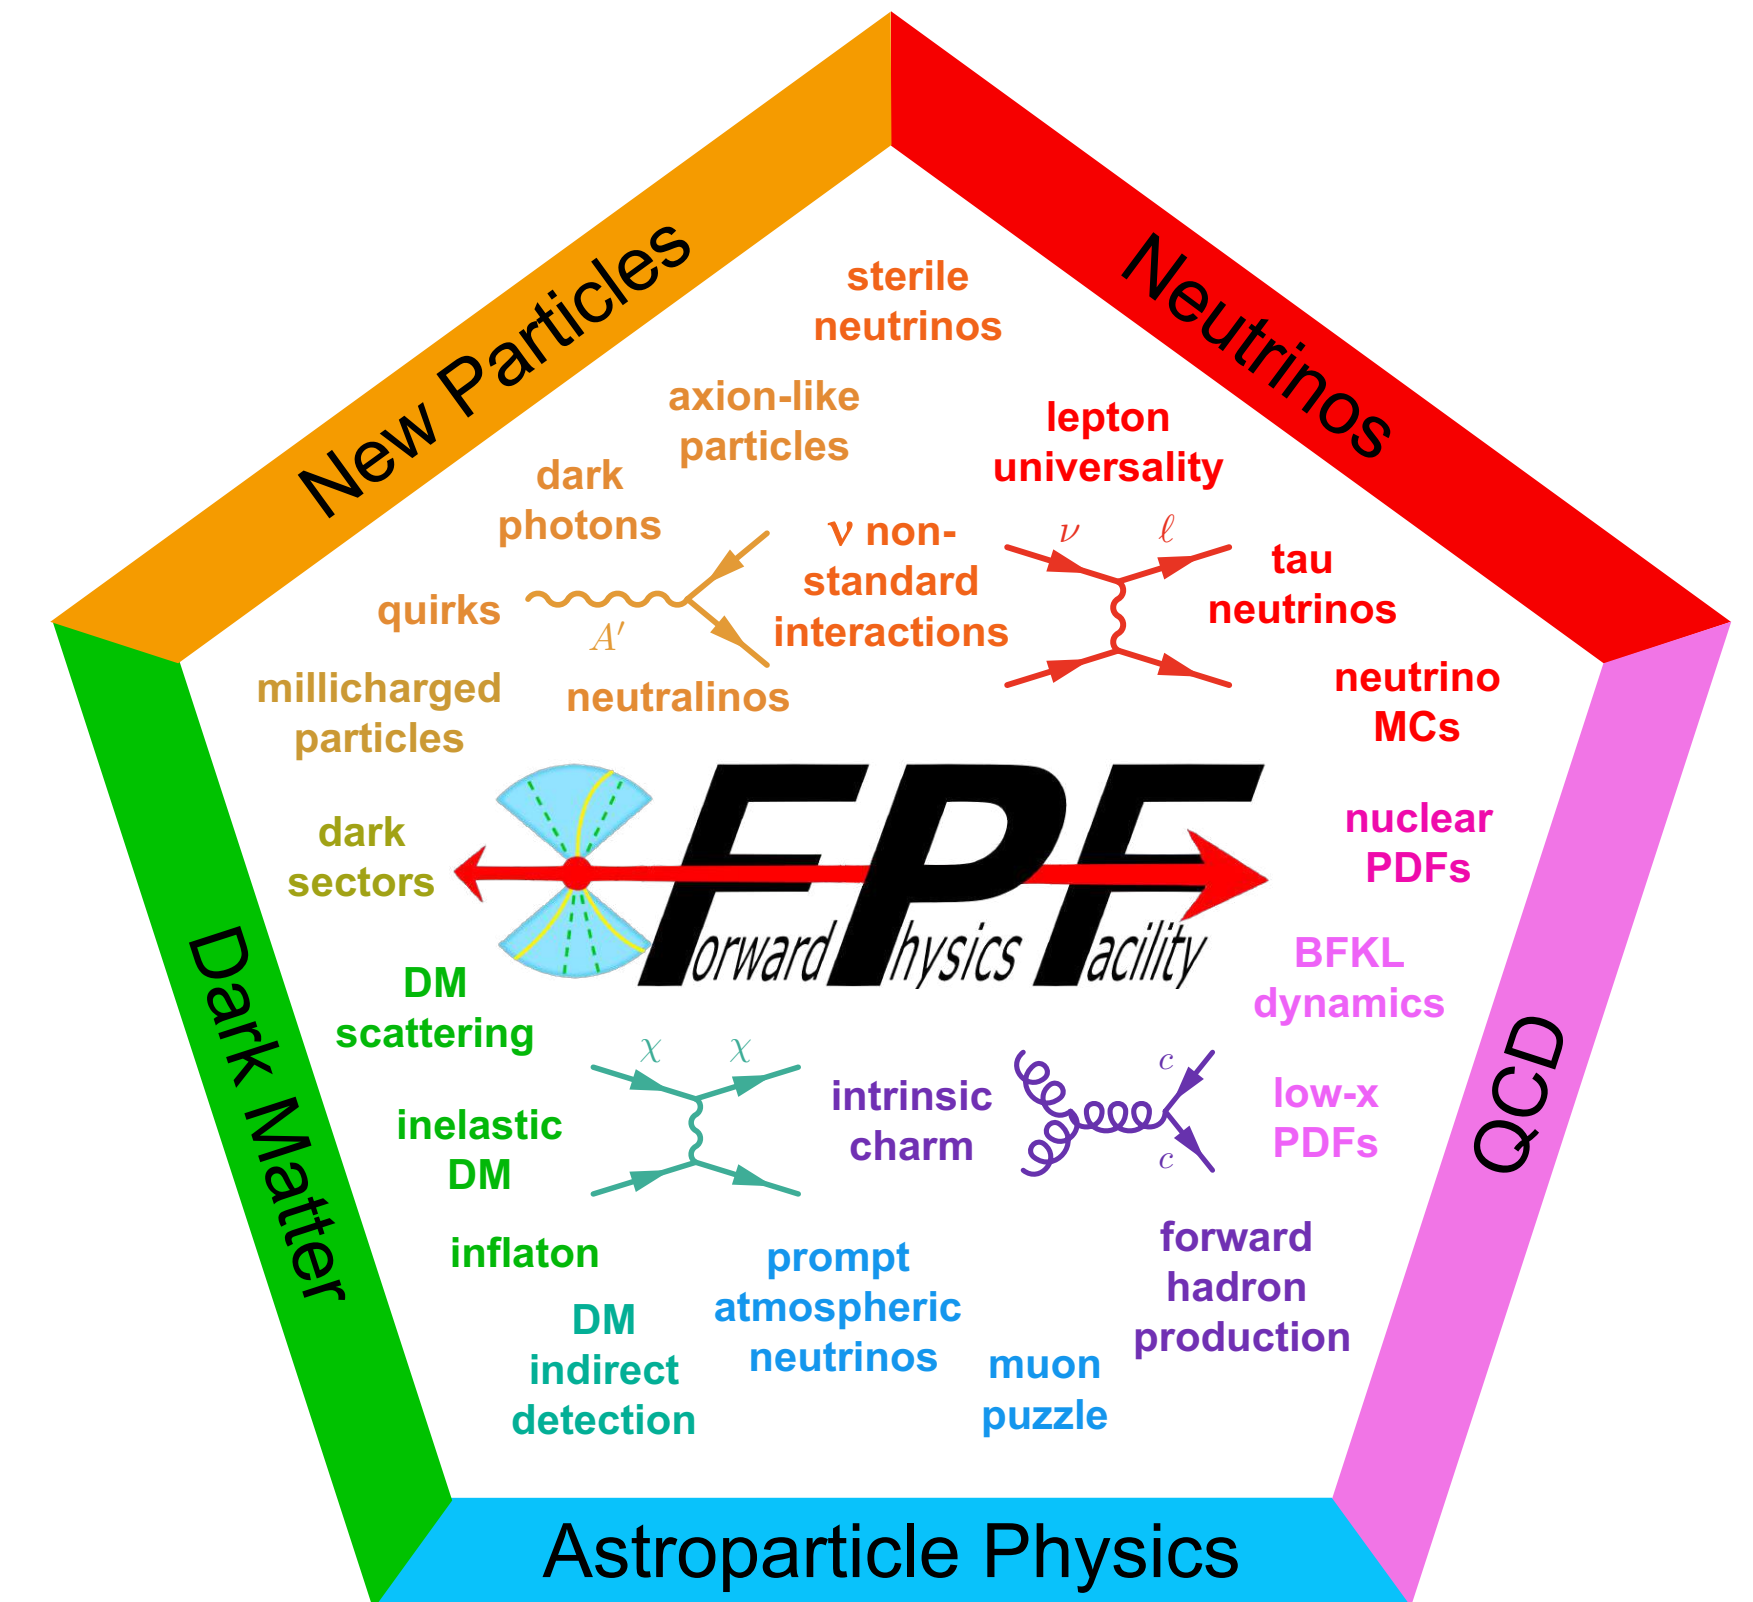 New Particles
Neutrinos
sterile
neutrinos
axion-like
particles
lepton
universality
dark
photons
ν non-
standard
interactions
ν
ℓ
tau
neutrinos
quirks
A′
millicharged
particles
neutralinos
neutrino
MCs
dark
sectors
Forward Physics Facility
nuclear
PDFs
Dark Matter
DM
scattering
BFKL
dynamics
QCD
χ
χ
intrinsic
charm
c
c
low-x
PDFs
inelastic
DM
inflaton
prompt
atmospheric
neutrinos
forward
hadron
production
DM
indirect
detection
muon
puzzle
Astroparticle Physics